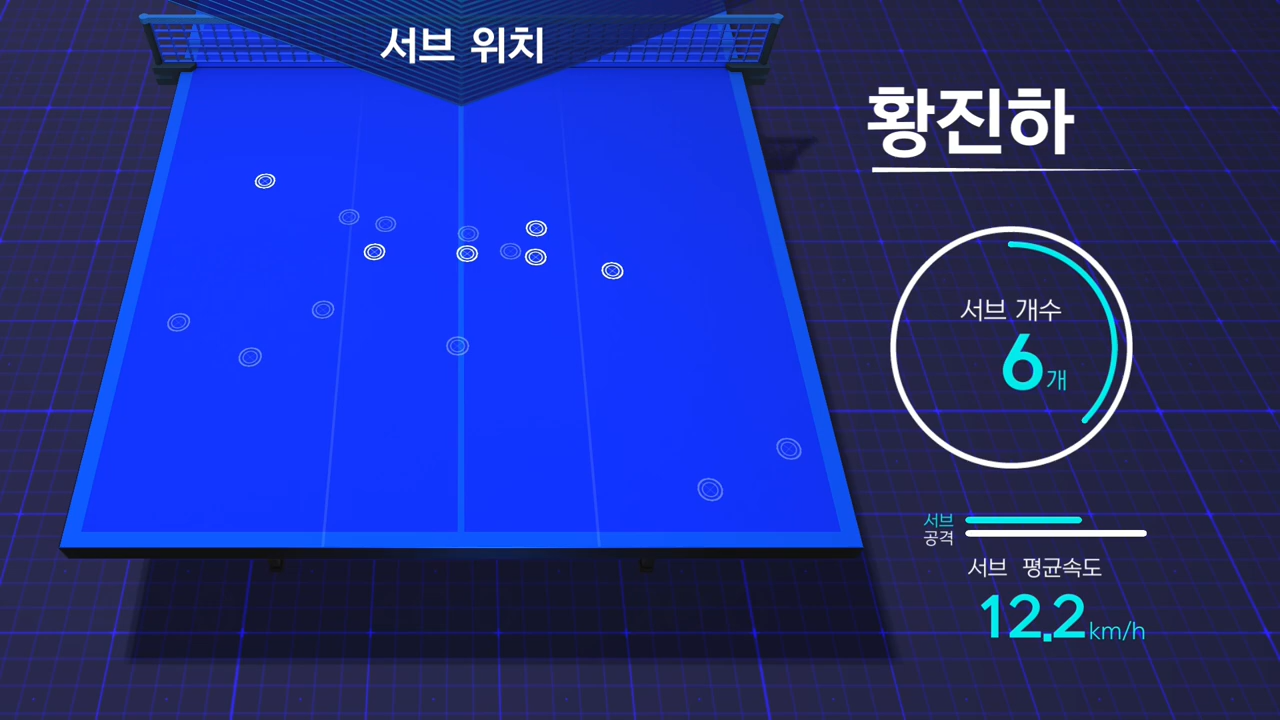 서브 위치
황진하
서브 개수
6개
서브
공격
서브 평균속도
12.2km/h